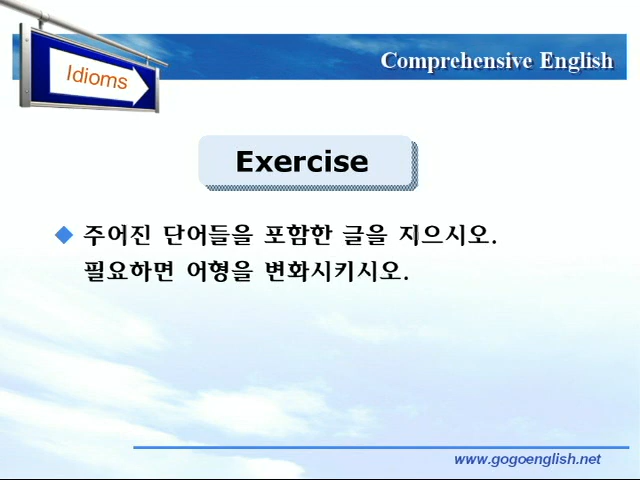 Idioms
Comprehensive English
Exercise
주어진 단어들을 포함한 글을 지으시오.
필요하면 어형을 변화시키시오.
www.gogoenglish.net